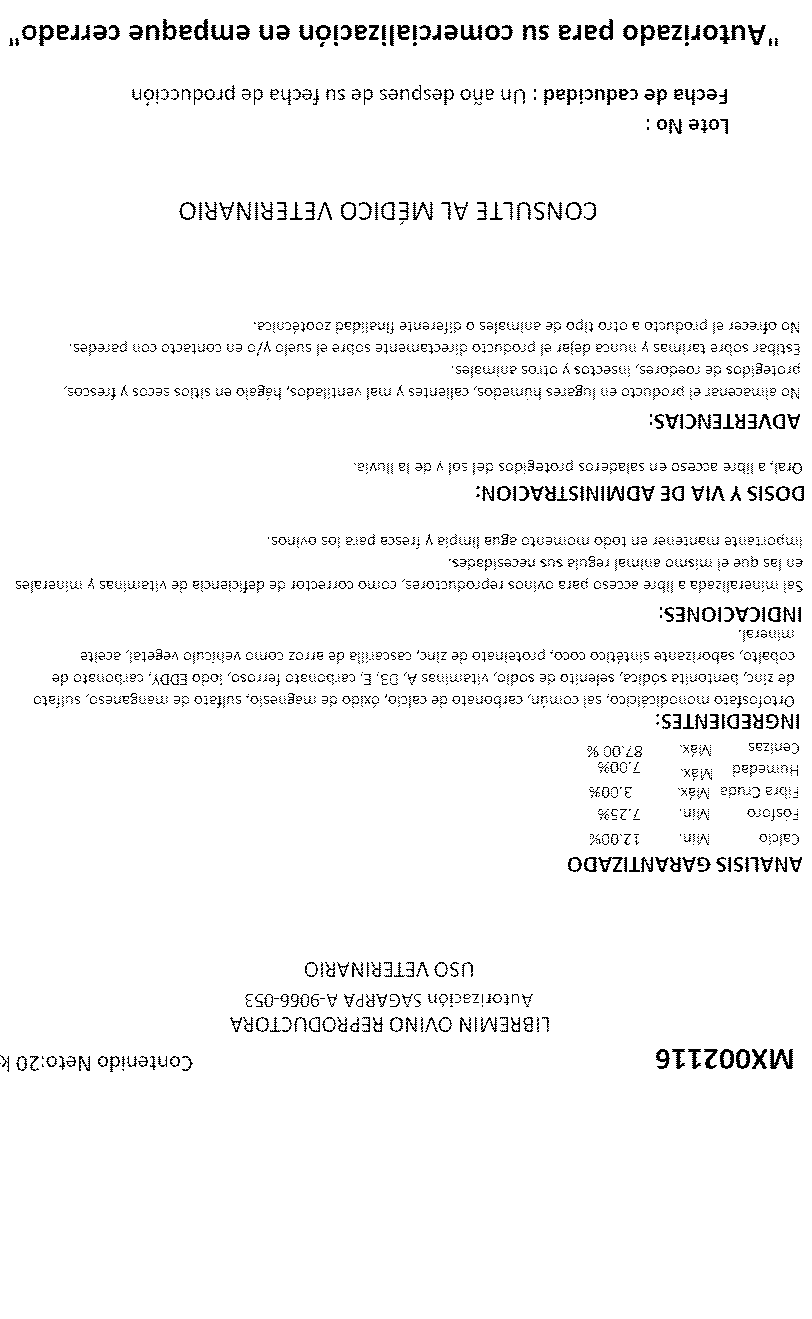 MX002116
Contenido Neto:20 k
LIBREMIN OVINO REPRODUCTORA
Autorización SAGARPA A-9066-053
USO VETERINARIO
ANALISIS GARANTIZADO
Calcio Min. 12.00%
Fósforo Min. 7.25%
Fibra Cruda Máx. 3.00%
Humedad Máx. 7.00%
Cenizas Máx. 87.00 %
INGREDIENTES:
Ortofosfato monodicálcico, sal común, carbonato de calcio, óxido de magnesio, sulfato de manganeso, sulfato
de zinc, bentonita sódica, selenito de sodio, vitaminas A, D3, E, carbonato ferroso, iodo EDDY, carbonato de
cobalto, saborizante sintético coco, proteinato de zinc, cascarilla de arroz como vehículo vegetal, aceite
mineral.
INDICACIONES:
Sal mineralizada a libre acceso para ovinos reproductores, como corrector de deficiencia de vitaminas y minerales
en las que el mismo animal regula sus necesidades.
Importante mantener en todo momento agua limpia y fresca para los ovinos.
DOSIS Y VIA DE ADMINISTRACION:
Oral, a libre acceso en saladeros protegidos del sol y de la lluvia.
ADVERTENCIAS:
No almacenar el producto en lugares húmedos, calientes y mal ventilados, hágalo en sitios secos y frescos,
protegidos de roedores, insectos y otros animales.
Estibar sobre tarimas y nunca dejar el producto directamente sobre el suelo y/o en contacto con paredes.
No ofrecer el producto a otro tipo de animales o diferente finalidad zootécnica.
CONSULTE AL MÉDICO VETERINARIO
Lote No :
Fecha de caducidad : Un año despues de su fecha de produccción
"Autorizado para su comercialización en empaque cerrado"